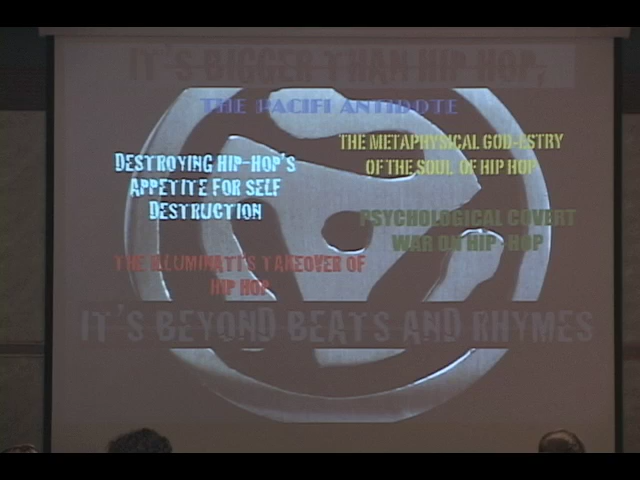 IT'S BIGGER THAN HIP HOP,
THE PACIFI ANTIDOTE
THE METAPHYSICAL GOD-ESTRY
OF THE SOUL OF HIP HOP
DESTROYING HIP-HOP'S
APPETITE FOR SELF
DESTRUCTION
PSYCHOLOGICAL COVERT
WAR ON HIP HOP
THE ILLUMINATI'S TAKEOVER OF
HIP HOP
IT'S BEYOND BEATS AND RHYMES